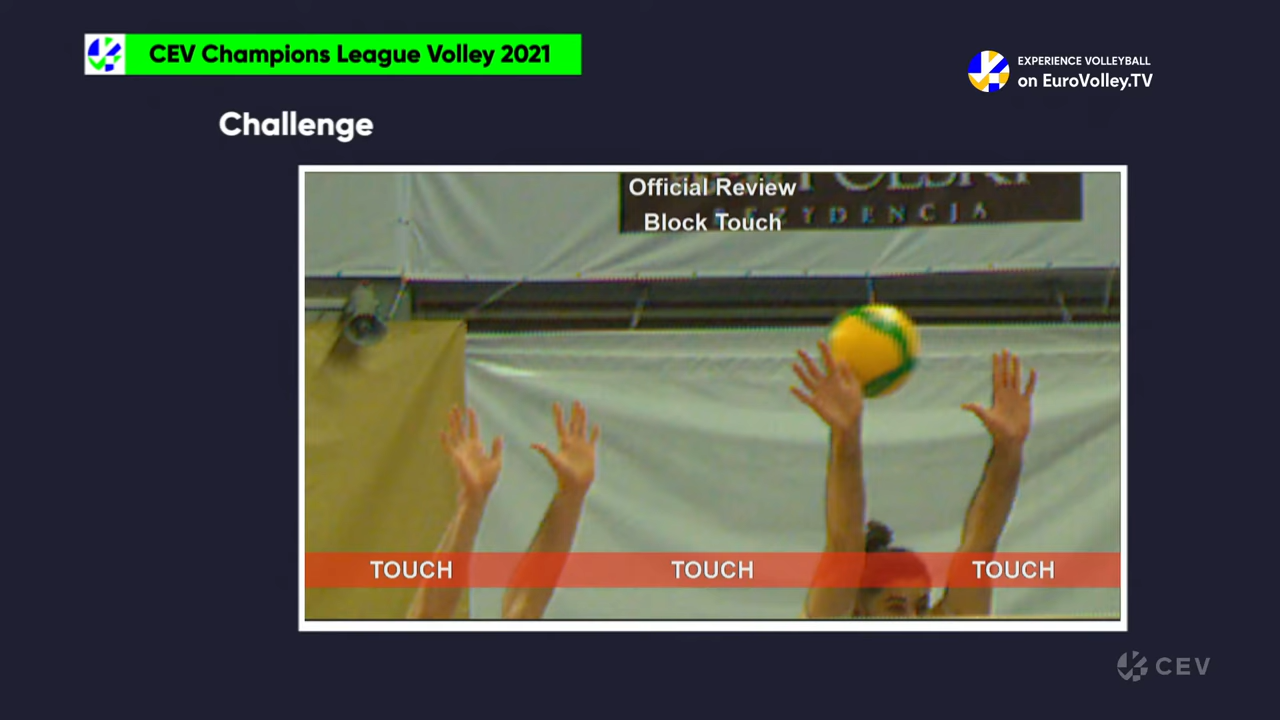 CEV Champions League Volley 2021
EXPERIENCE VOLLEYBALL
on EuroVolley.TV
Challenge
Official Review
Block Touch
TOUCH TOUCH TOUCH
CEV